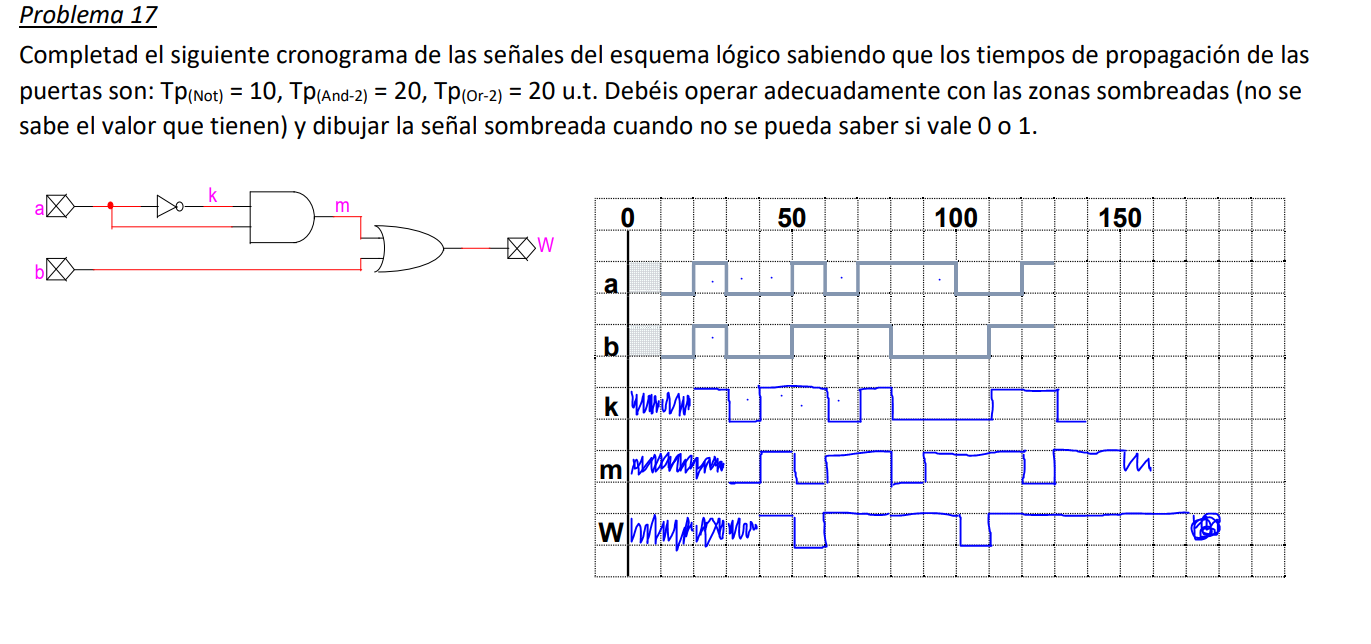 Problema 17
Completad el siguiente cronograma de las señales del esquema lógico sabiendo que los tiempos de propagación de las
puertas son: Tp(Not) = 10, Tp(And-2) = 20, Tp(Or-2) = 20 u.t. Debéis operar adecuadamente con las zonas sombreadas (no se
sabe el valor que tienen) y dibujar la señal sombreada cuando no se pueda saber si vale 0 o 1.
a
k
m
b
W
0 50 100 150
a
b
k
m
W